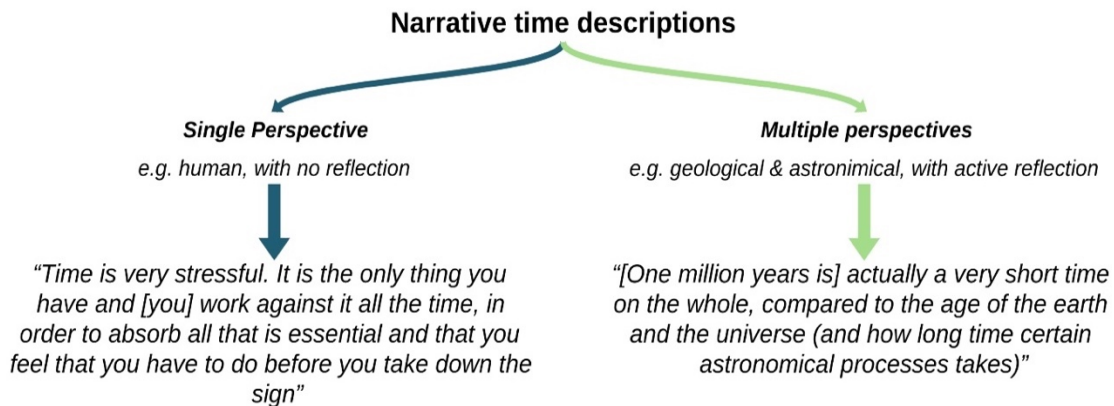 Narrative time descriptions
Single Perspective
e.g. human, with no reflection
“Time is very stressful. It is the only thing you
have and [you] work against it all the time, in
order to absorb all that is essential and that you
feel that you have to do before you take down the
sign”
Multiple perspectives
e.g. geological & astronimical, with active reflection
“[One million years is] actually a very short time
on the whole, compared to the age of the earth
and the universe (and how long time certain
astronomical processes takes)”